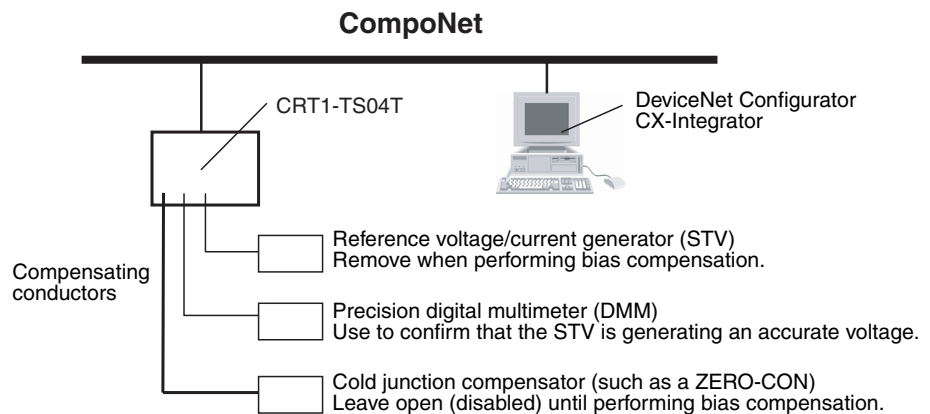 CompoNet
CRT1-TS04T
DeviceNet Configurator
CX-Integrator
Reference voltage/current generator (STV)
Remove when performing bias compensation.
Compensating
conductors
Precision digital multimeter (DMM)
Use to confirm that the STV is generating an accurate voltage.
Cold junction compensator (such as a ZERO-CON)
Leave open (disabled) until performing bias compensation.